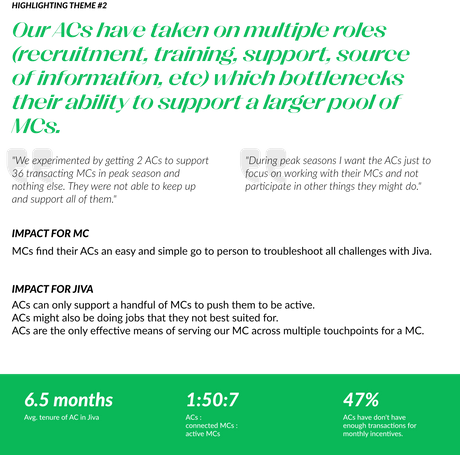 HIGHLIGHTING THEME #2
Our ACs have taken on multiple roles
(recruitment, training, support, source
of information, etc) which bottlenecks
their ability to support a larger pool of
MCs.
"We experimented by getting 2 ACs to support
36 transacting MCs in peak season and
nothing else. They were not able to keep up
and support all of them."
"During peak seasons I want the ACs just to
focus on working with their MCs and not
participate in other things they might do."
IMPACT FOR MC
MCs find their ACs an easy and simple go to person to troubleshoot all challenges with Jiva.
IMPACT FOR JIVA
ACs can only support a handful of MCs to push them to be active.
ACs might also be doing jobs that they not best suited for.
ACs are the only effective means of serving our MC across multiple touchpoints for a MC.
6.5 months
Avg. tenure of AC in Jiva
1:50:7
ACs :
connected MCs :
active MCs
47%
ACs have don't have
enough transactions for
monthly incentives.